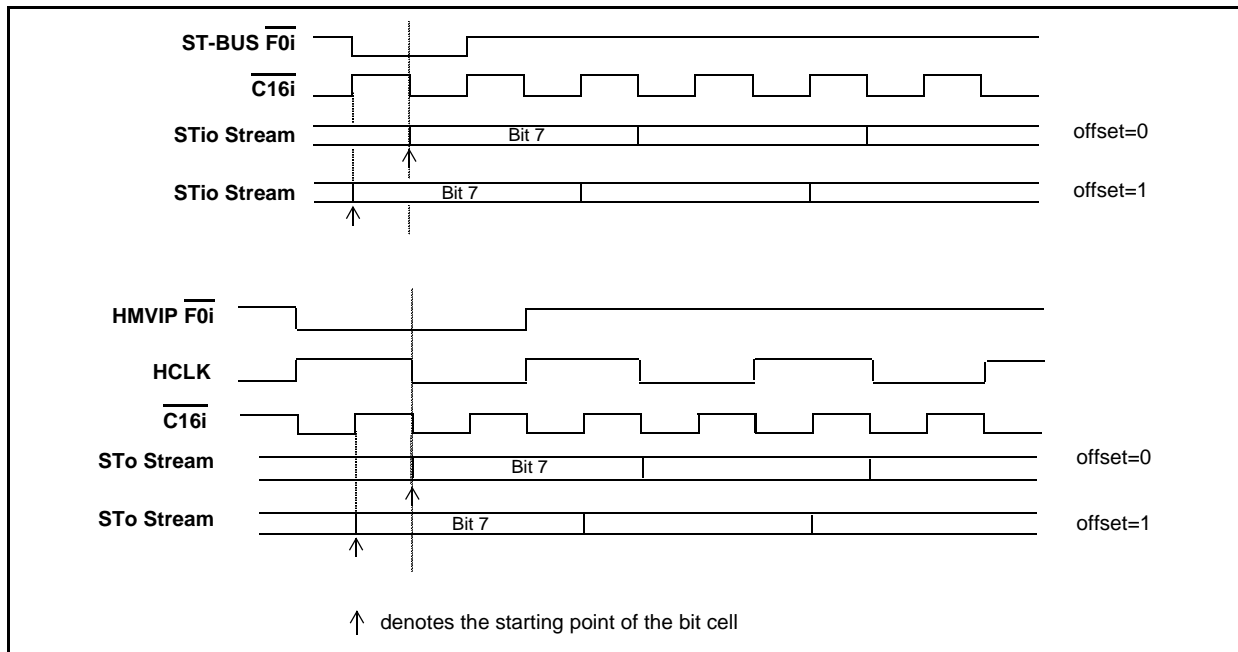 ST-BUS F0i
C16i
STio Stream Bit 7 offset=0
STio Stream Bit 7 offset=1
HMVIP F0i
HCLK
C16i
STo Stream Bit 7 offset=0
STo Stream Bit 7 offset=1
denotes the starting point of the bit cell